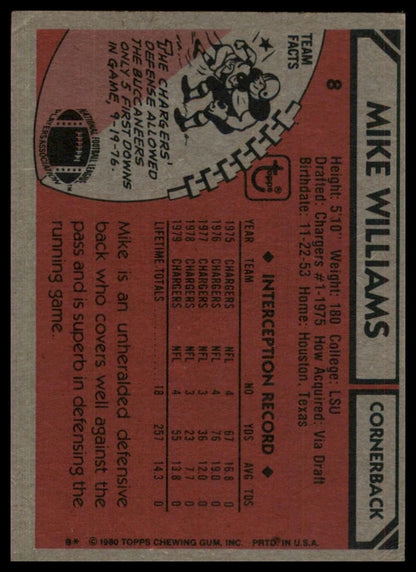 8
MIKE WILLIAMS
CORNERBACK
Height: 5'10" Weight: 180 College: LSU
Drafted: Chargers #1-1975 How Acquired: Via Draft
Birthdate: 11-22-53 Home: Houston, Texas
TEAM
FACTS
THE CHARGERS'
DEFENSE ALLOWED
THE BUCCANEERS
ONLY 5 FIRST DOWNS
IN GAME, 9-19-76.
Topps®
◆ INTERCEPTION RECORD ◆
YEAR TEAM NO YDS AVG TDS
1975 CHARGERS NFL 4 67 16.8 0
1976 CHARGERS NFL 4 76 19.0 0
1977 CHARGERS NFL 3 36 12.0 0
1978 CHARGERS NFL 3 23 7.7 0
1979 CHARGERS NFL 4 55 13.8 0
LIFETIME TOTALS 18 257 14.3 0
Mike is an unheralded defensive
back who covers well against the
pass and is superb in defensing the
running game.
NATIONAL FOOTBALL LEAGUE
PLAYERS ASSOCIATION
B* © 1980 TOPPS CHEWING GUM, INC. PRTD. IN U.S.A.